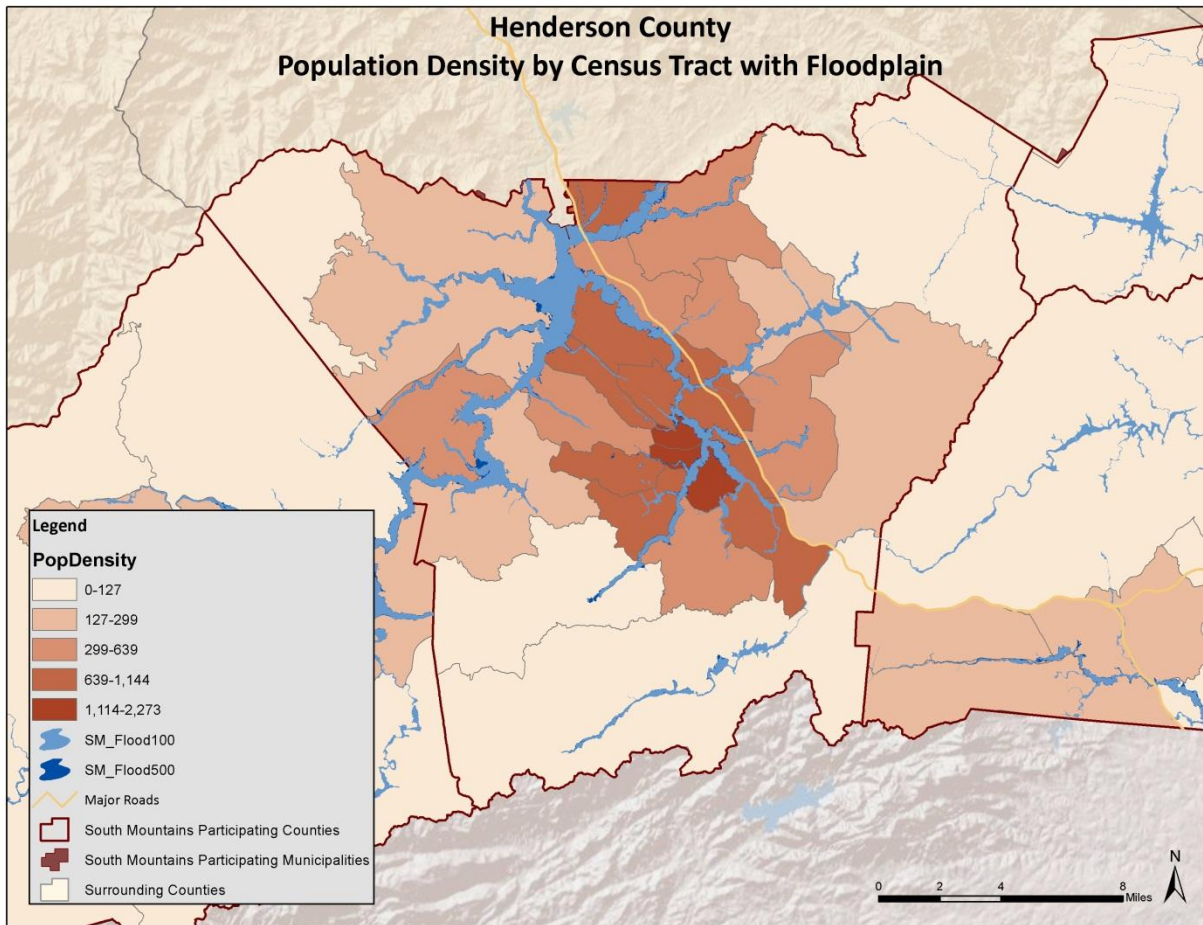 Henderson County
Population Density by Census Tract with Floodplain
Legend
PopDensity
0-127
127-299
299-639
639-1,144
1,114-2,273
SM_Flood100
SM_Flood500
Major Roads
South Mountains Participating Counties
South Mountains Participating Municipalities
Surrounding Counties
N
0 2 4 8
Miles